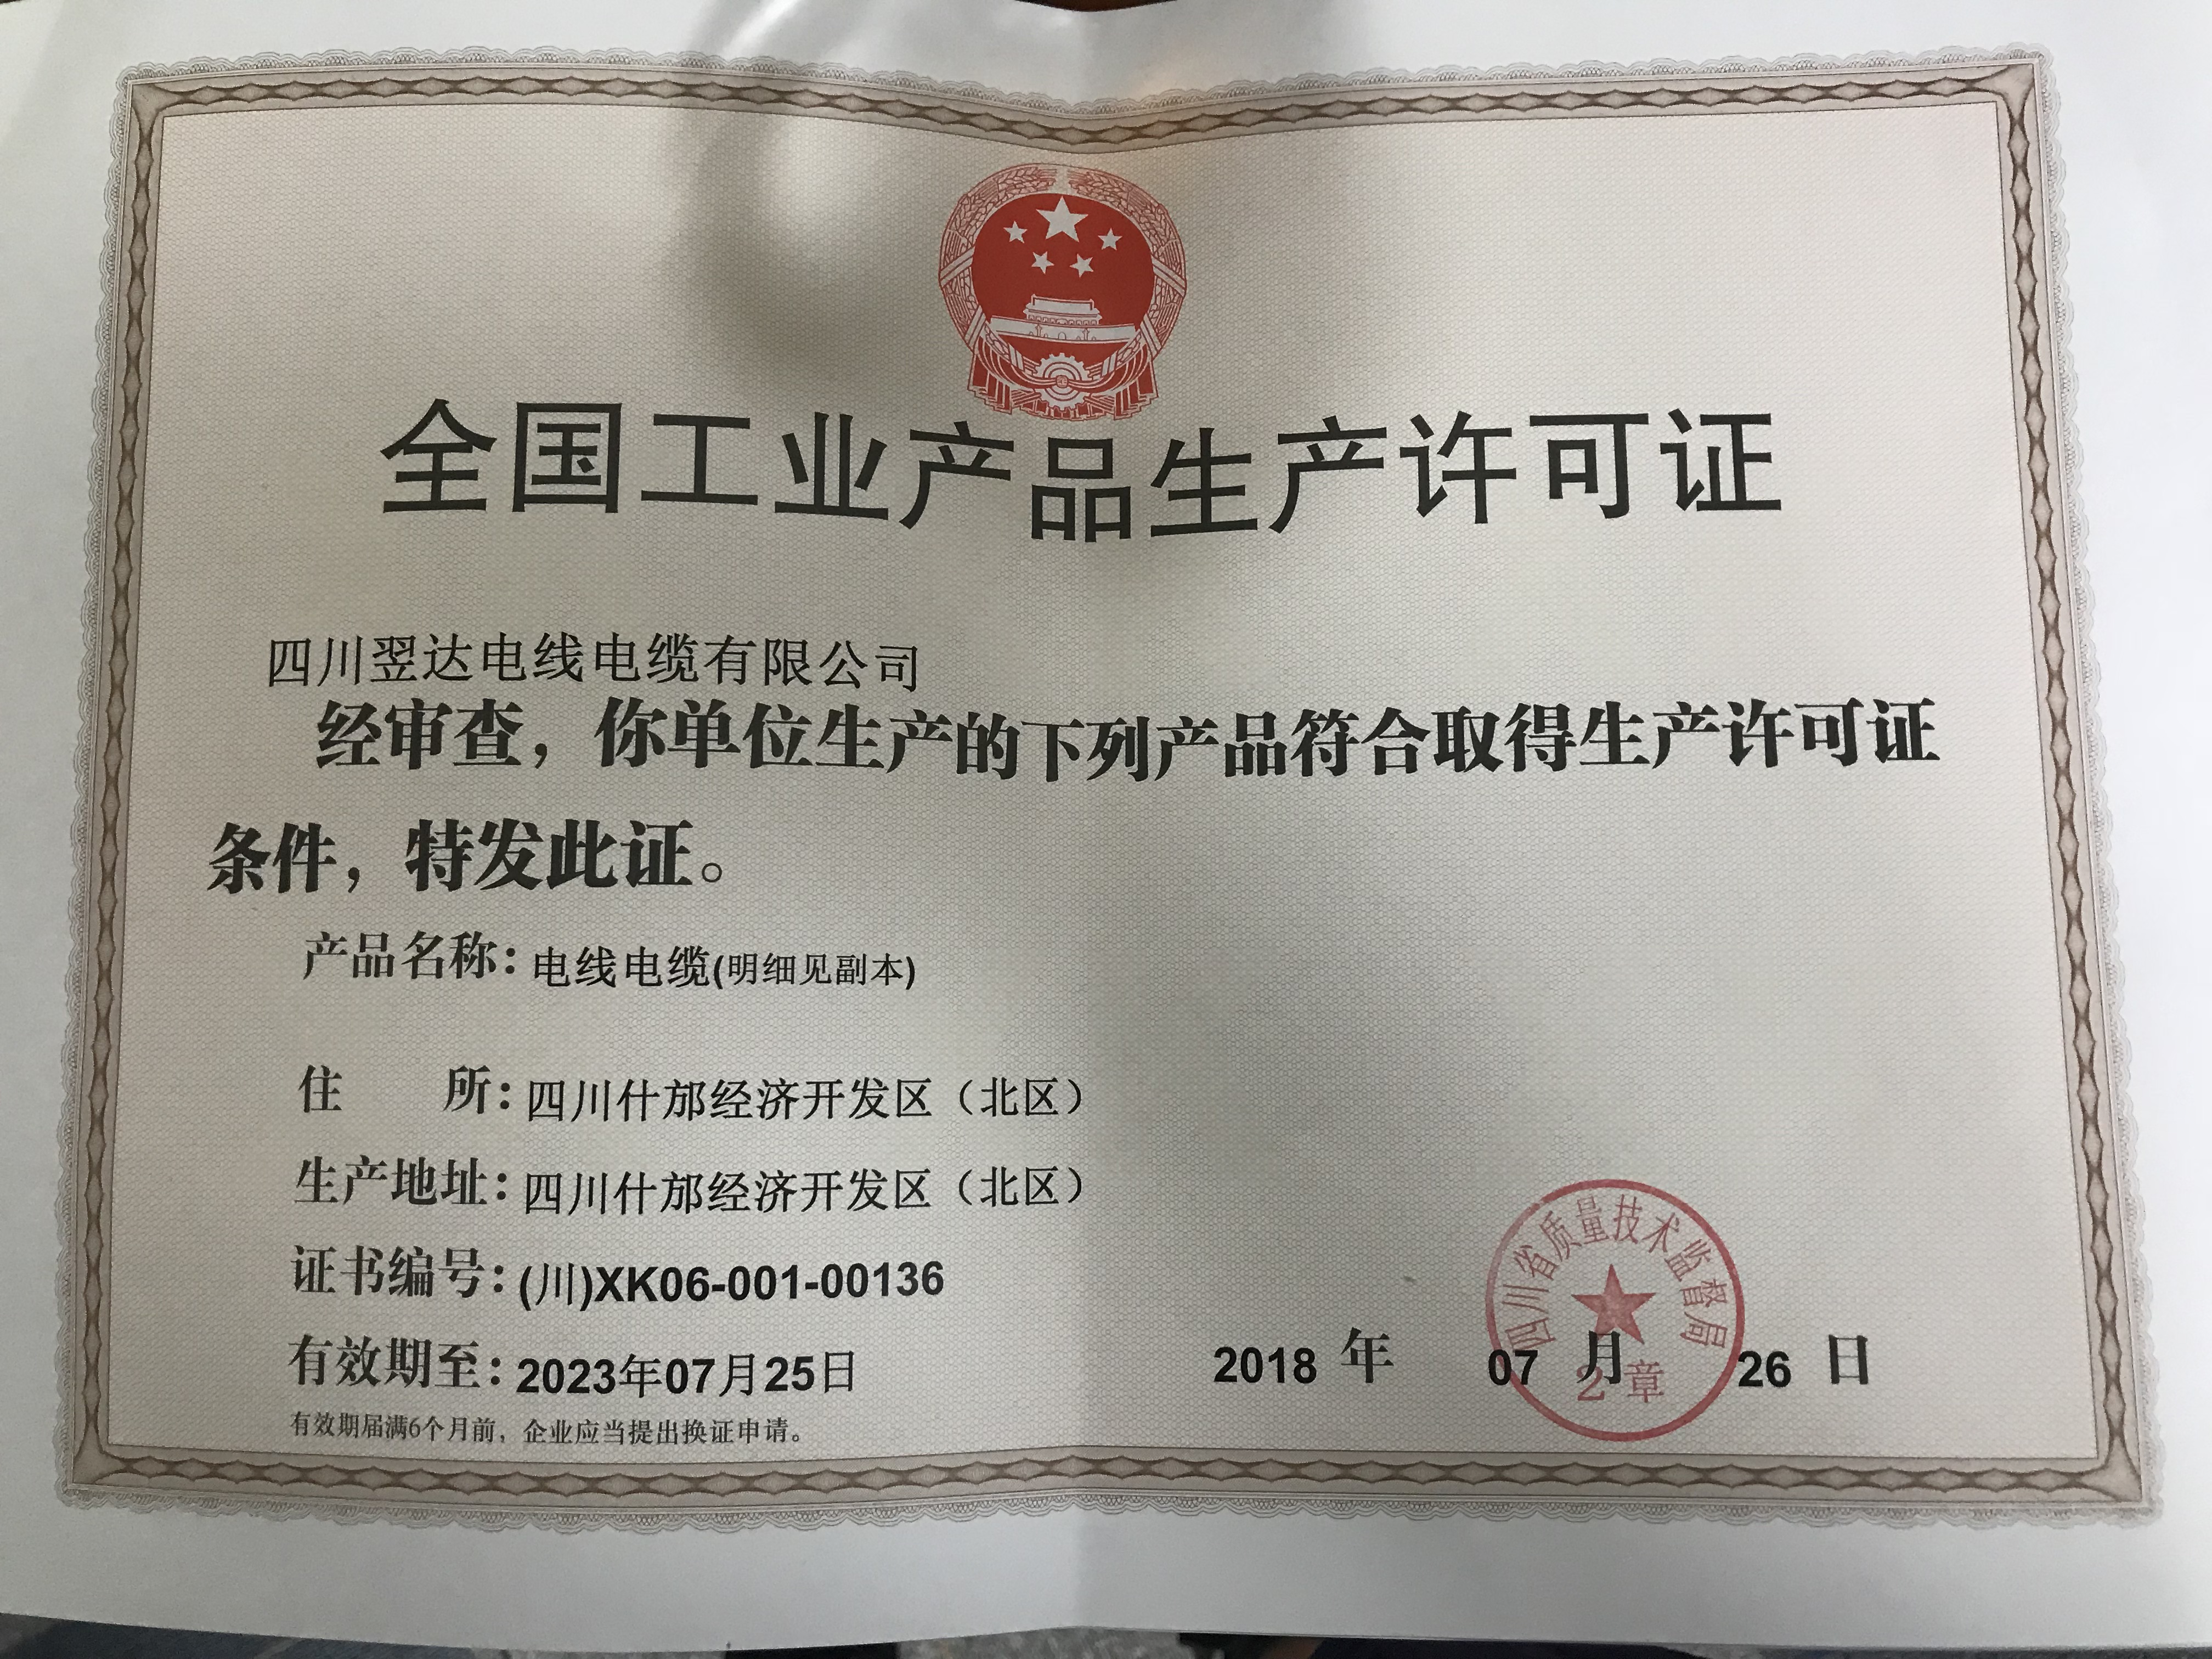 全国工业产品生产许可证
四川翌达电线电缆有限公司
经审查，你单位生产的下列产品符合取得生产许可证
条件，特发此证。
产品名称：电线电缆(明细见副本)
住 所：四川什邡经济开发区（北区）
生产地址：四川什邡经济开发区（北区）
证书编号：(川)XK06-001-00136
有效期至：2023年07月25日
有效期届满6个月前，企业应当提出换证申请。
四川省质量技术监督局
2018 年 07 月 26 日
2章